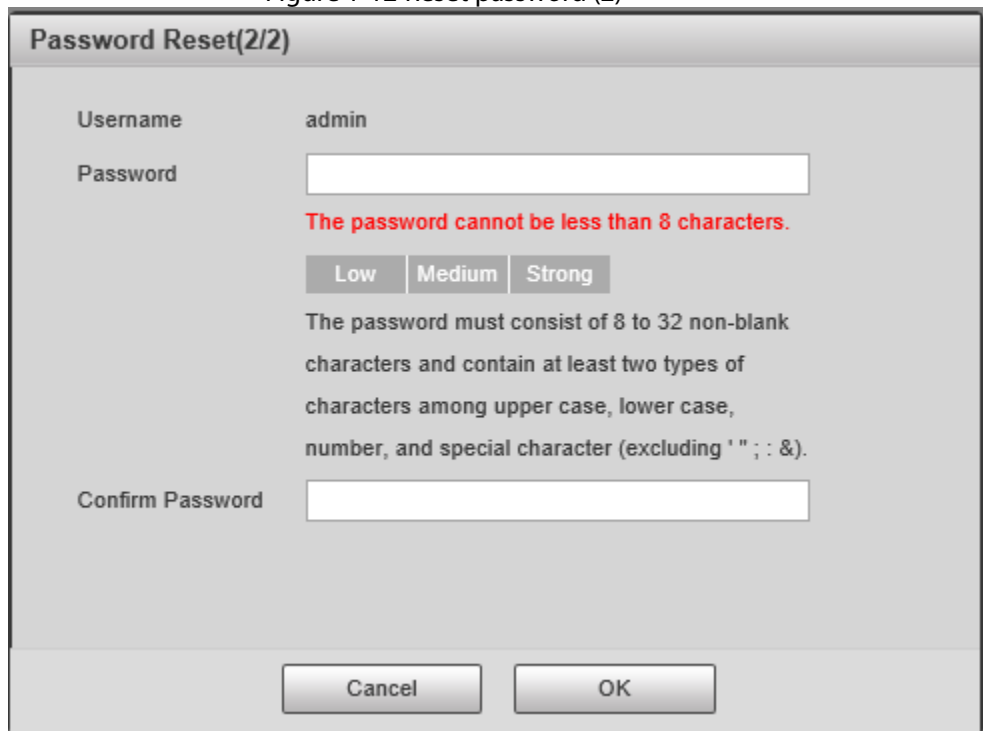 Password Reset(2/2)
Username admin
Password
The password cannot be less than 8 characters.
Low Medium Strong
The password must consist of 8 to 32 non-blank
characters and contain at least two types of
characters among upper case, lower case,
number, and special character (excluding ' " ; : &).
Confirm Password
Cancel OK